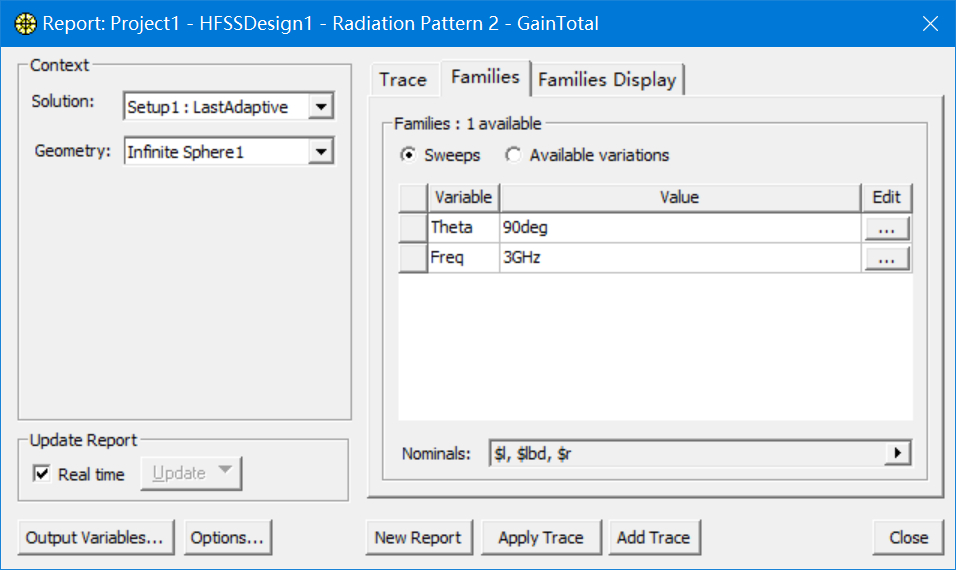 Report: Project1 - HFSSDesign1 - Radiation Pattern 2 - GainTotal
Context
Solution: Setup1 : LastAdaptive
Geometry: Infinite Sphere1
Update Report
Real time Update
Output Variables... Options...
Trace Families Families Display
Families : 1 available
Sweeps Available variations
Variable Value Edit
Theta 90deg ...
Freq 3GHz ...
Nominals: $l, $lbd, $r
New Report Apply Trace Add Trace Close